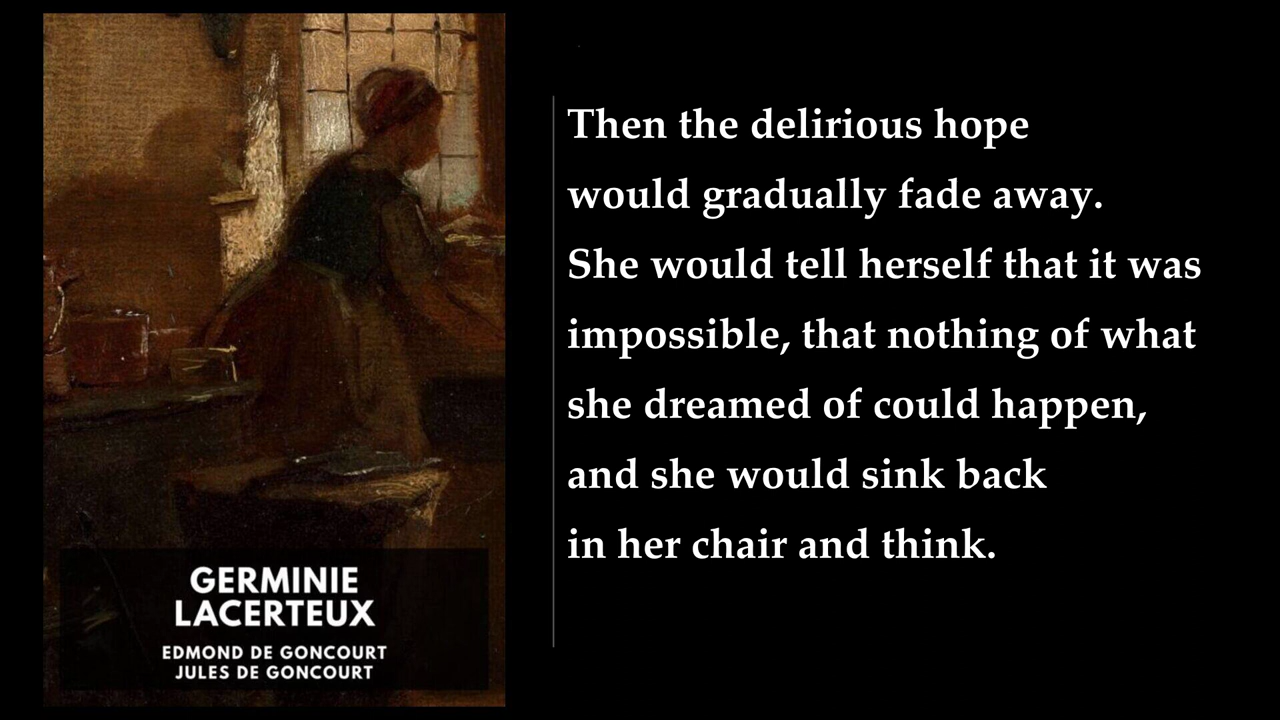 GERMINIE
LACERTEUX
EDMOND DE GONCOURT
JULES DE GONCOURT
Then the delirious hope
would gradually fade away.
She would tell herself that it was
impossible, that nothing of what
she dreamed of could happen,
and she would sink back
in her chair and think.